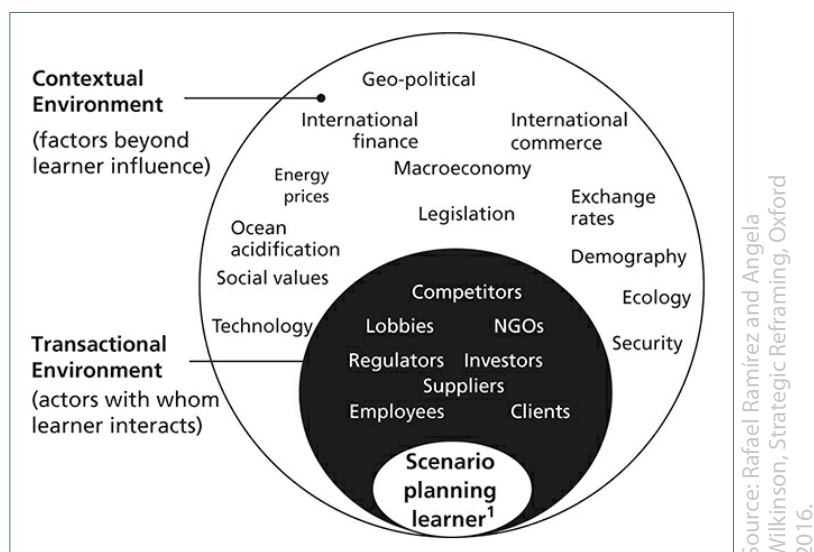 Contextual
Environment
(factors beyond
learner influence)
Geo-political
International
finance
International
commerce
Energy
prices
Macroeconomy
Exchange
rates
Legislation
Ocean
acidification
Demography
Social values
Ecology
Technology
Security
Transactional
Environment
(actors with whom
learner interacts)
Competitors
Lobbies
NGOs
Regulators
Investors
Suppliers
Employees
Clients
Scenario
planning
learner¹
Source: Rafael Ramírez and Angela
Wilkinson, Strategic Reframing, Oxford
2016.